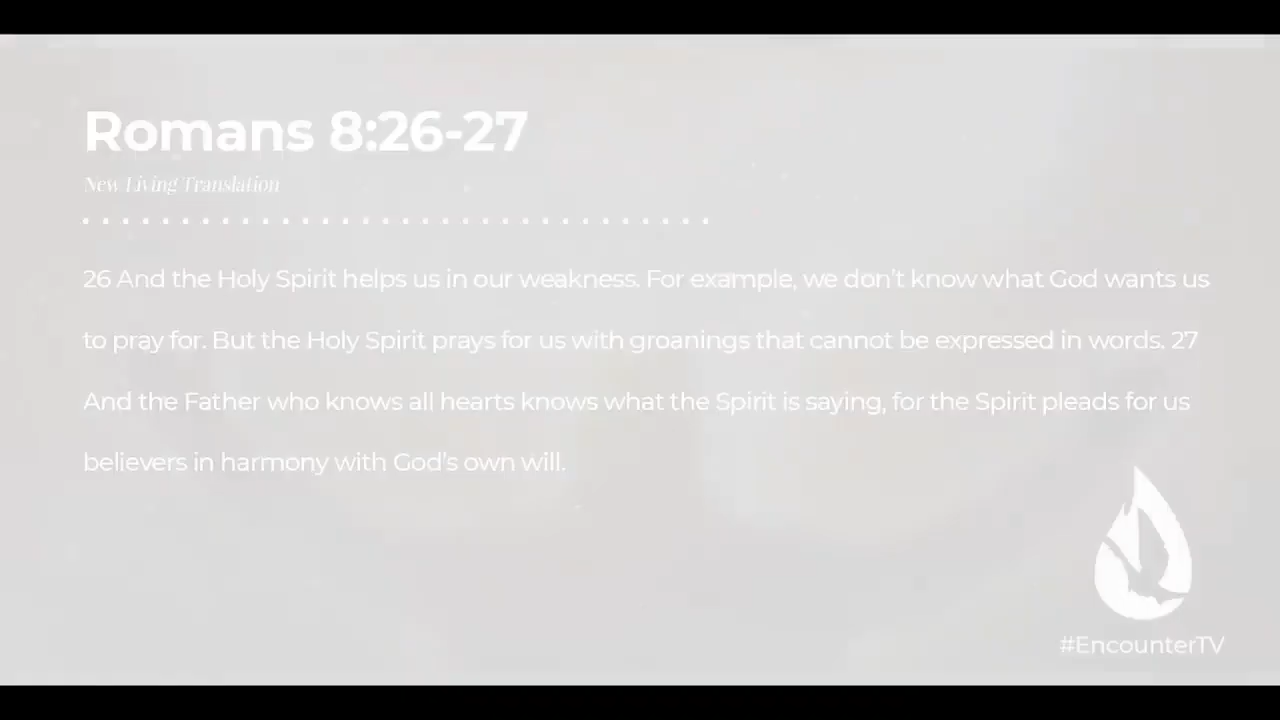 Romans 8:26-27
New Living Translation
26 And the Holy Spirit helps us in our weakness. For example, we don't know what God wants us
to pray for. But the Holy Spirit prays for us with groanings that cannot be expressed in words. 27
And the Father who knows all hearts knows what the Spirit is saying, for the Spirit pleads for us
believers in harmony with God's own will.
#EncounterTV